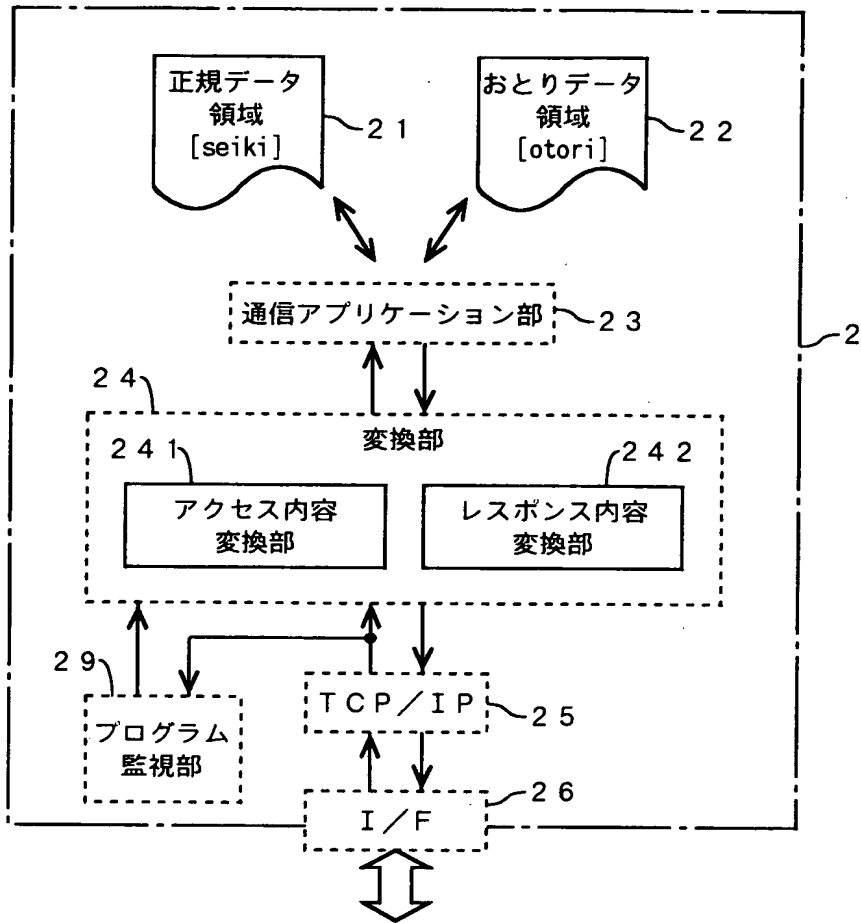 正規データ
領域
[seiki]
２１
おとりデータ
領域
[otori]
２２
通信アプリケーション部
２３
２
２４
変換部
２４１
アクセス内容
変換部
２４２
レスポンス内容
変換部
２９
プログラム
監視部
ＴＣＰ／ＩＰ
２５
Ｉ／Ｆ
２６